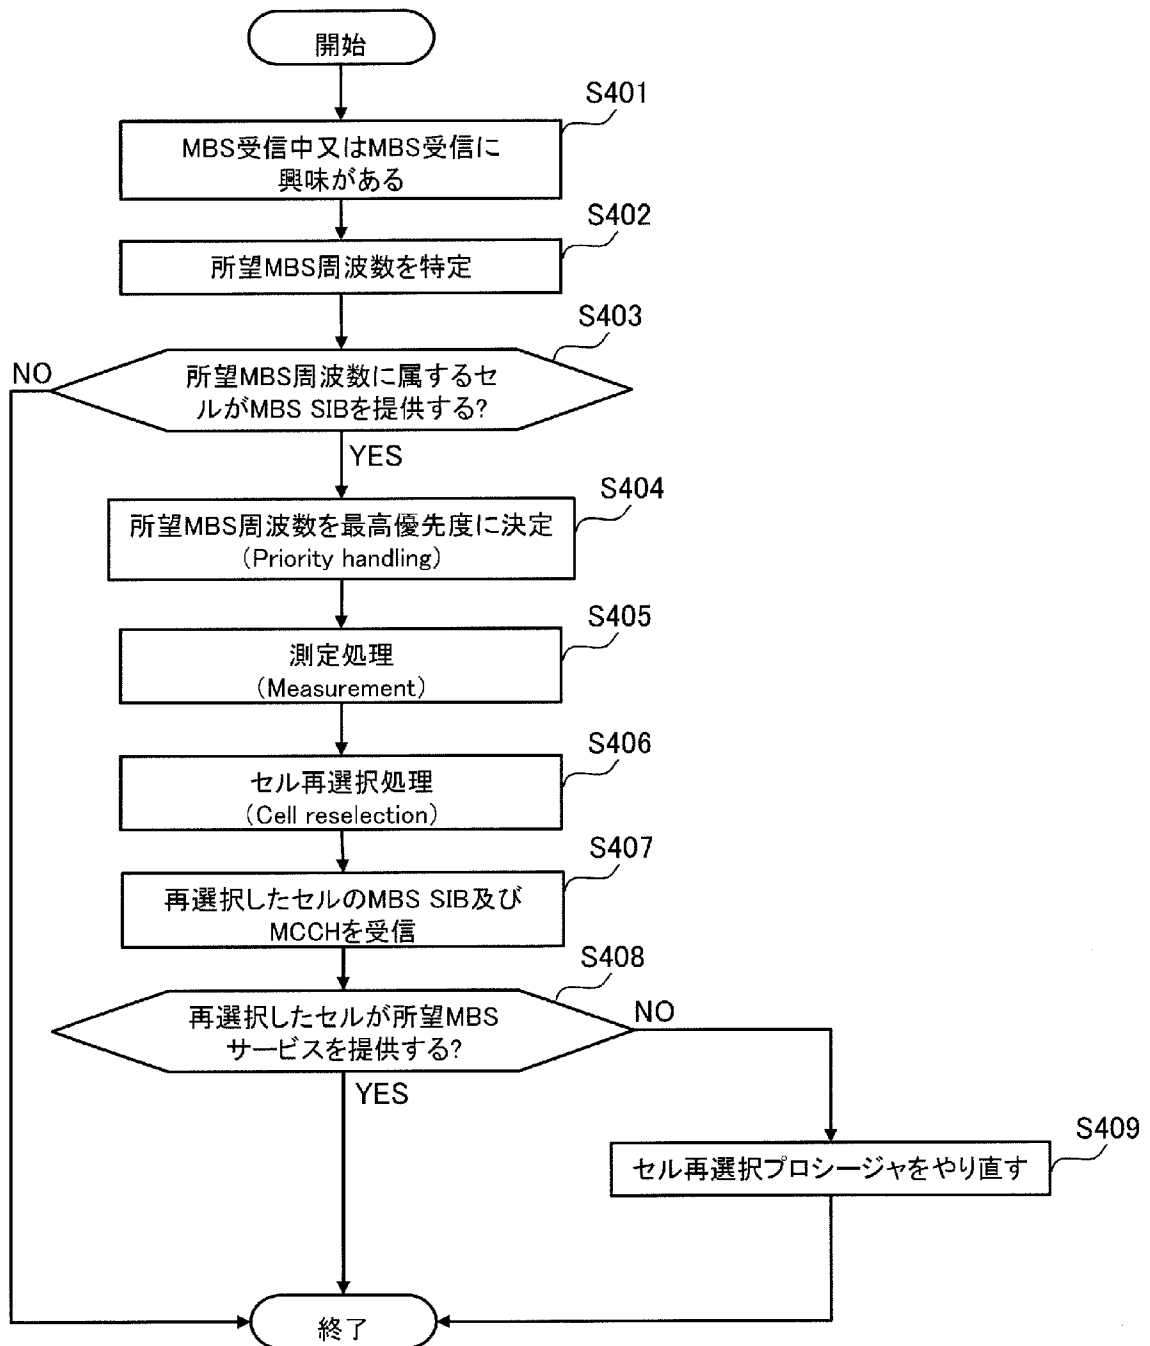 開始
S401
MBS受信中又はMBS受信に
興味がある
S402
所望MBS周波数を特定
S403
NO
所望MBS周波数に属するセ
ルがMBS SIBを提供する?
YES
S404
所望MBS周波数を最高優先度に決定
(Priority handling)
S405
測定処理
(Measurement)
S406
セル再選択処理
(Cell reselection)
S407
再選択したセルのMBS SIB及び
MCCHを受信
S408
再選択したセルが所望MBS
サービスを提供する?
NO
YES
S409
セル再選択プロシージャをやり直す
終了